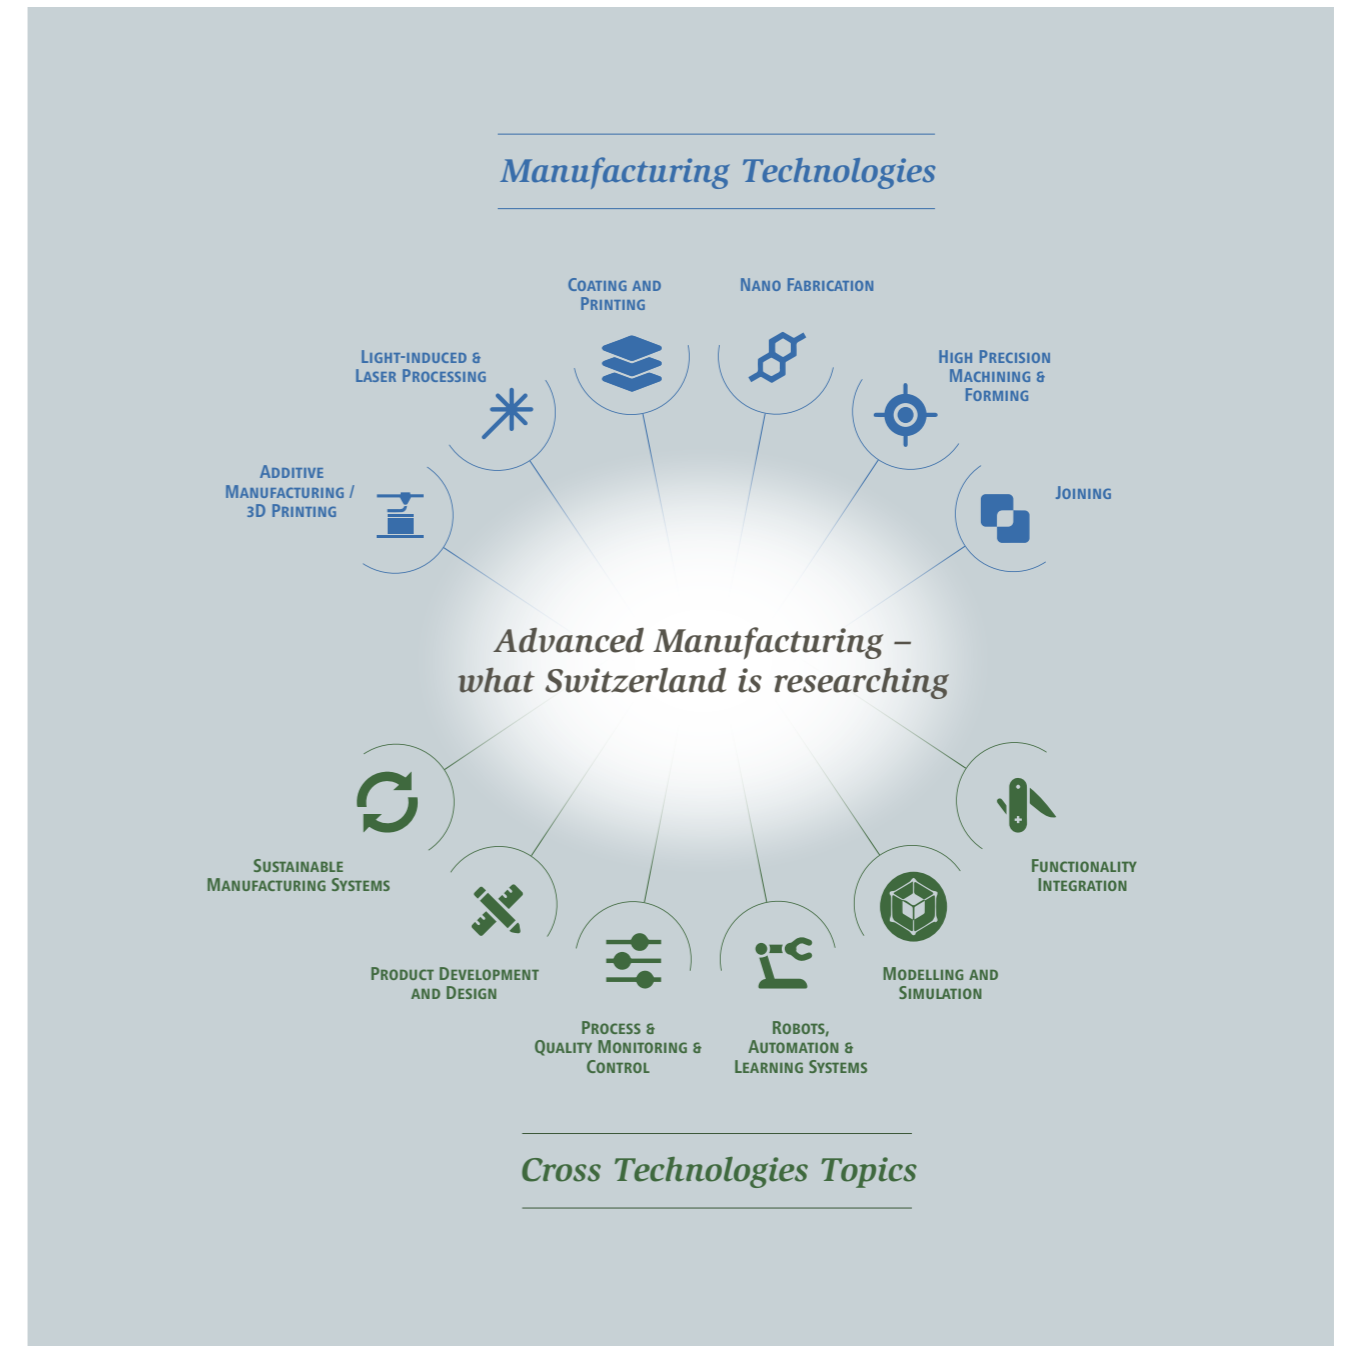 Manufacturing Technologies
Coating and
Printing
Nano Fabrication
Light-induced &
Laser Processing
High Precision
Machining &
Forming
Additive
Manufacturing /
3D Printing
Joining
Advanced Manufacturing –
what Switzerland is researching
Sustainable
Manufacturing Systems
Functionality
Integration
Product Development
and Design
Modelling and
Simulation
Process &
Quality Monitoring &
Control
Robots,
Automation &
Learning Systems
Cross Technologies Topics